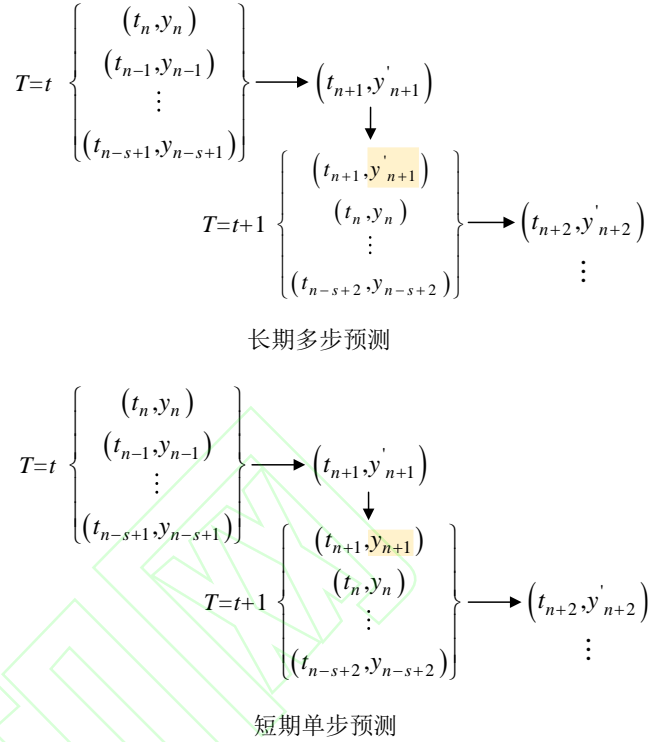 (t_n,y_n)
(t_{n-1},y_{n-1})
T=t
⋮
(t_{n-s+1},y_{n-s+1})
(t_{n+1},y'_{n+1})
(t_{n+1},y'_{n+1})
(t_n,y_n)
T=t+1
⋮
(t_{n-s+2},y_{n-s+2})
(t_{n+2},y'_{n+2})
⋮
长期多步预测
(t_n,y_n)
(t_{n-1},y_{n-1})
T=t
⋮
(t_{n-s+1},y_{n-s+1})
(t_{n+1},y'_{n+1})
(t_{n+1},y_{n+1})
(t_n,y_n)
T=t+1
⋮
(t_{n-s+2},y_{n-s+2})
(t_{n+2},y'_{n+2})
⋮
短期单步预测